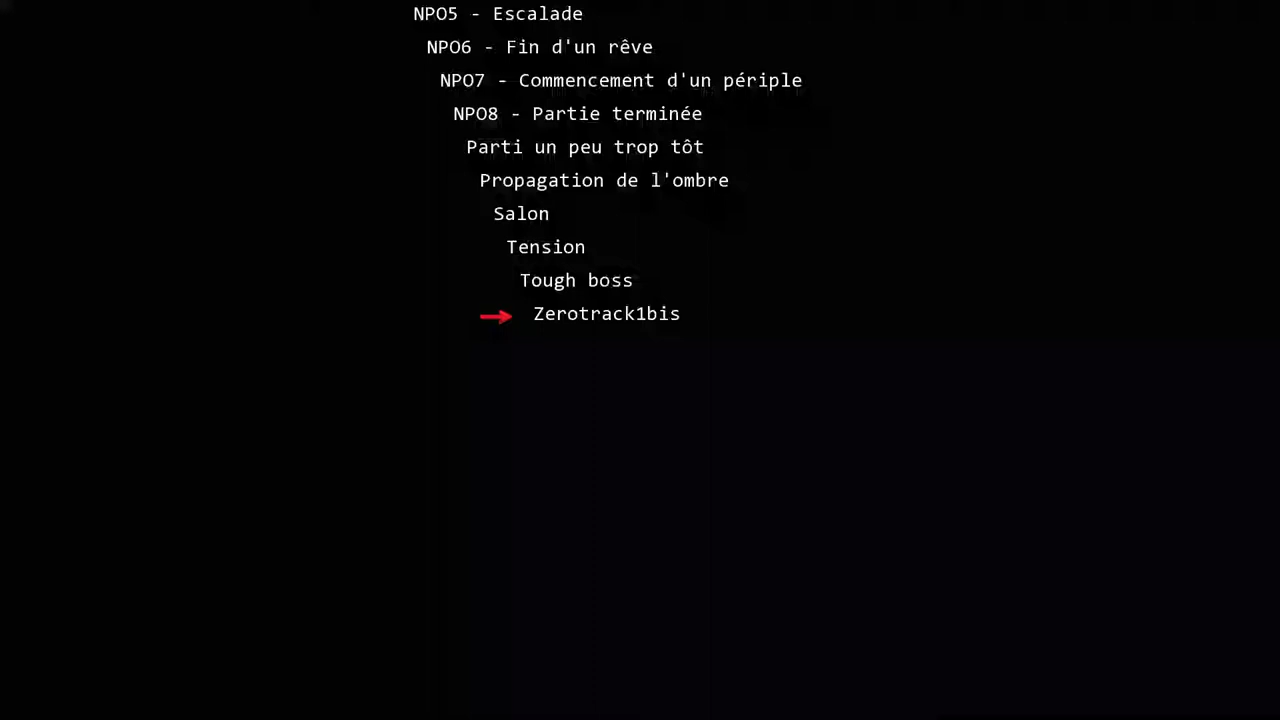 NPO5 - Escalade
NPO6 - Fin d'un rêve
NPO7 - Commencement d'un périple
NPO8 - Partie terminée
Parti un peu trop tôt
Propagation de l'ombre
Salon
Tension
Tough boss
Zerotrack1bis